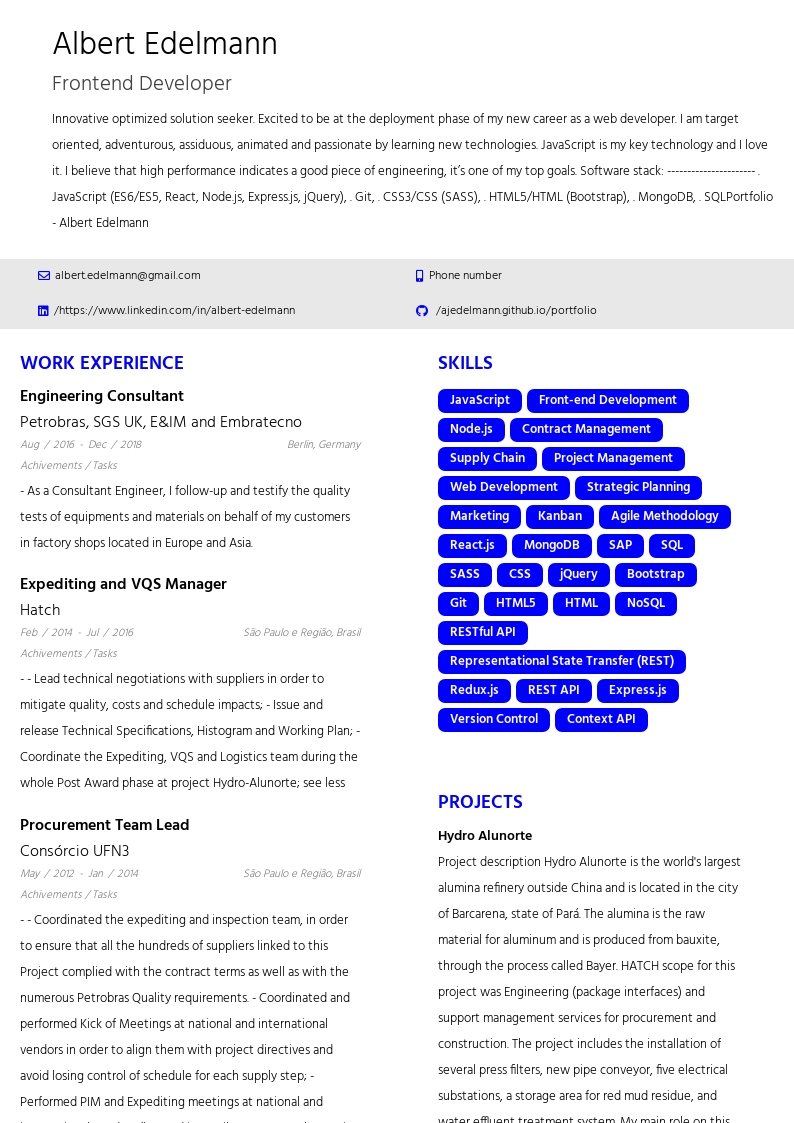 Albert Edelmann
Frontend Developer
Innovative optimized solution seeker. Excited to be at the deployment phase of my new career as a web developer. I am target
oriented, adventurous, assiduous, animated and passionate by learning new technologies. JavaScript is my key technology and I love
it. I believe that high performance indicates a good piece of engineering, it’s one of my top goals. Software stack: ---------------------- .
JavaScript (ES6/ES5, React, Node.js, Express.js, jQuery), . Git, . CSS3/CSS (SASS), . HTML5/HTML (Bootstrap), . MongoDB, . SQLPortfolio
- Albert Edelmann
albert.edelmann@gmail.com
Phone number
/https://www.linkedin.com/in/albert-edelmann
/ajedelmann.github.io/portfolio
WORK EXPERIENCE
Engineering Consultant
Petrobras, SGS UK, E&IM and Embratecno
Aug / 2016 - Dec / 2018 Berlin, Germany
Achivements / Tasks
- As a Consultant Engineer, I follow-up and testify the quality
tests of equipments and materials on behalf of my customers
in factory shops located in Europe and Asia.
Expediting and VQS Manager
Hatch
Feb / 2014 - Jul / 2016 São Paulo e Região, Brasil
Achivements / Tasks
- - Lead technical negotiations with suppliers in order to
mitigate quality, costs and schedule impacts; - Issue and
release Technical Specifications, Histogram and Working Plan; -
Coordinate the Expediting, VQS and Logistics team during the
whole Post Award phase at project Hydro-Alunorte; see less
Procurement Team Lead
Consórcio UFN3
May / 2012 - Jan / 2014 São Paulo e Região, Brasil
Achivements / Tasks
- - Coordinated the expediting and inspection team, in order
to ensure that all the hundreds of suppliers linked to this
Project complied with the contract terms as well as with the
numerous Petrobras Quality requirements. - Coordinated and
performed Kick of Meetings at national and international
vendors in order to align them with project directives and
avoid losing control of schedule for each supply step; -
Performed PIM and Expediting meetings at national and
SKILLS
JavaScript Front-end Development
Node.js Contract Management
Supply Chain Project Management
Web Development Strategic Planning
Marketing Kanban Agile Methodology
React.js MongoDB SAP SQL
SASS CSS jQuery Bootstrap
Git HTML5 HTML NoSQL
RESTful API
Representational State Transfer (REST)
Redux.js REST API Express.js
Version Control Context API
PROJECTS
Hydro Alunorte
Project description Hydro Alunorte is the world's largest
alumina refinery outside China and is located in the city
of Barcarena, state of Pará. The alumina is the raw
material for aluminum and is produced from bauxite,
through the process called Bayer. HATCH scope for this
project was Engineering (package interfaces) and
support management services for procurement and
construction. The project includes the installation of
several press filters, new pipe conveyor, five electrical
substations, a storage area for red mud residue, and
water effluent treatment system. My main role on this